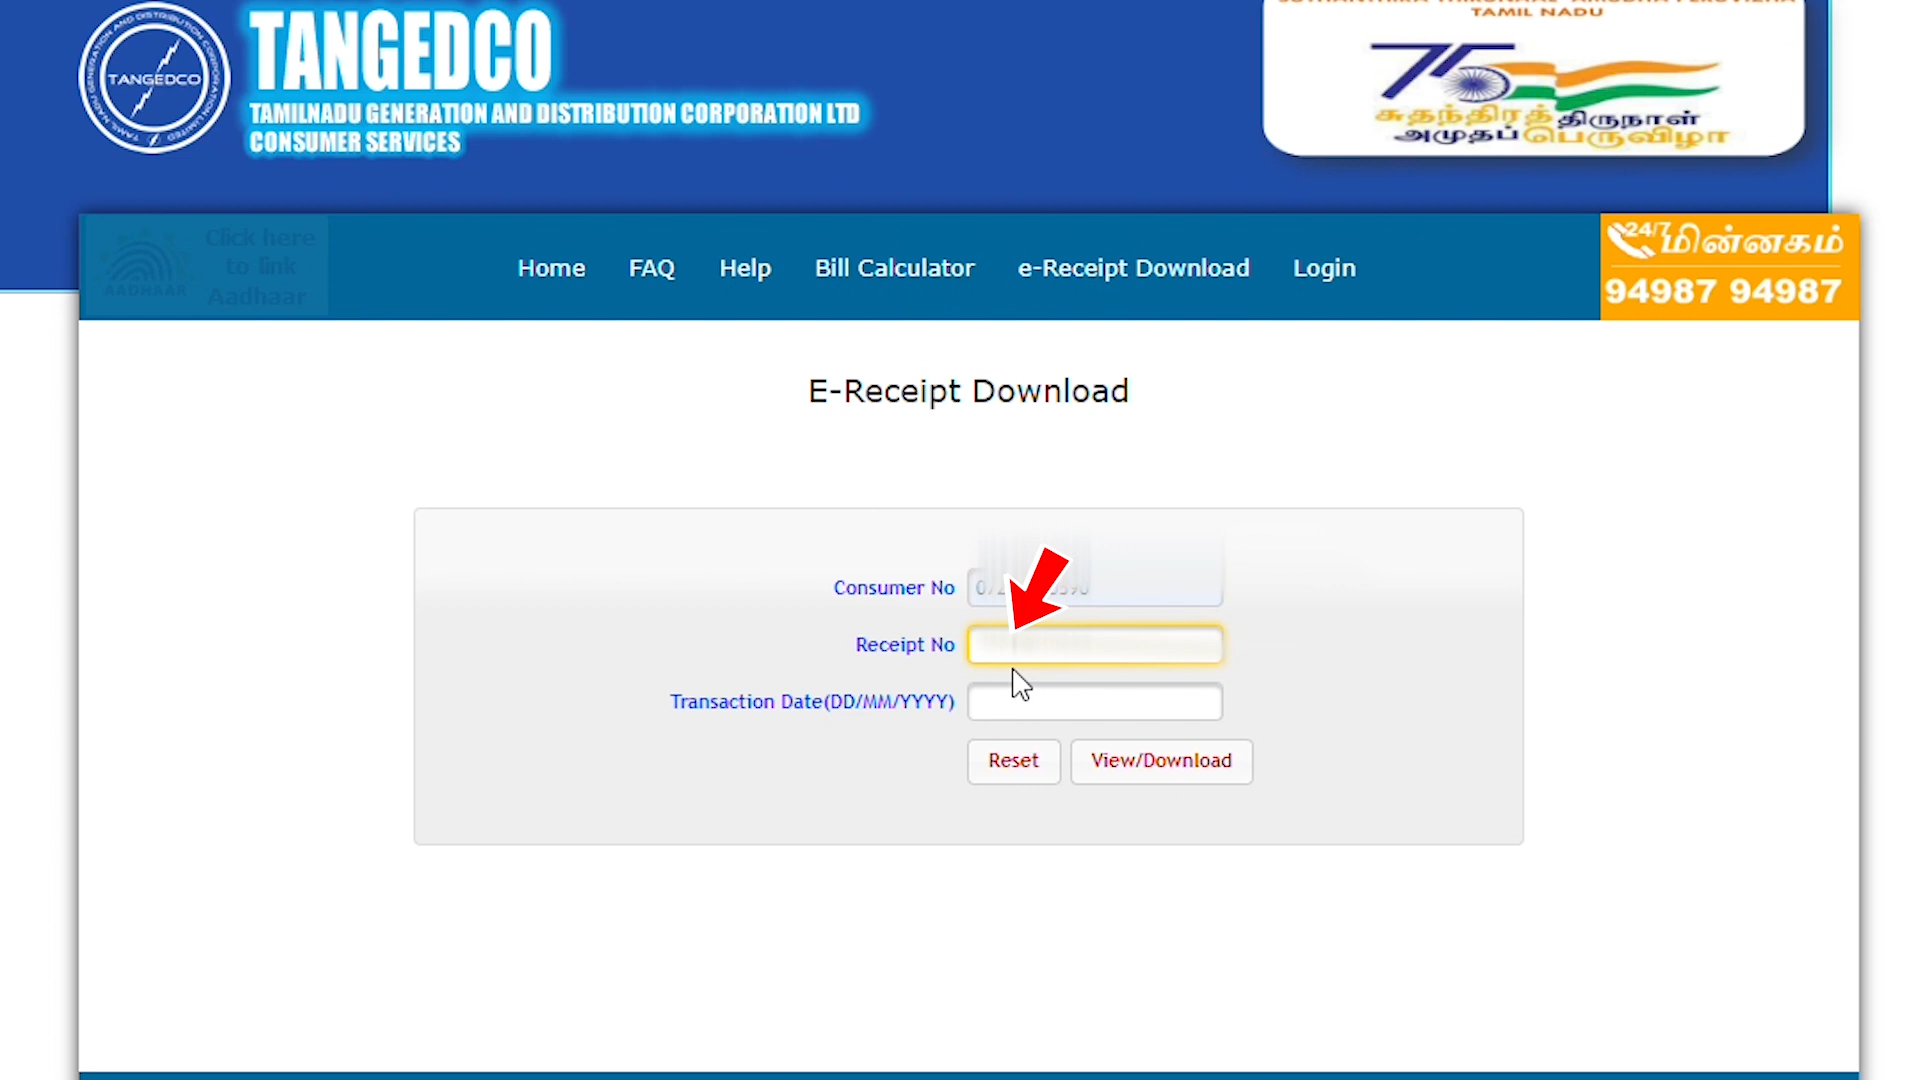 TAMIL NADU
TANGEDCO
TANGEDCO
TAMILNADU GENERATION AND DISTRIBUTION CORPORATION LTD
CONSUMER SERVICES
75
சுதந்திரத் திருநாள்
அமுதப் பெருவிழா
Click here
to link
Aadhaar
AADHAAR
Home
FAQ
Help
Bill Calculator
e-Receipt Download
Login
24/7 மின்னகம்
94987 94987
E-Receipt Download
Consumer No
Receipt No
Transaction Date(DD/MM/YYYY)
Reset
View/Download